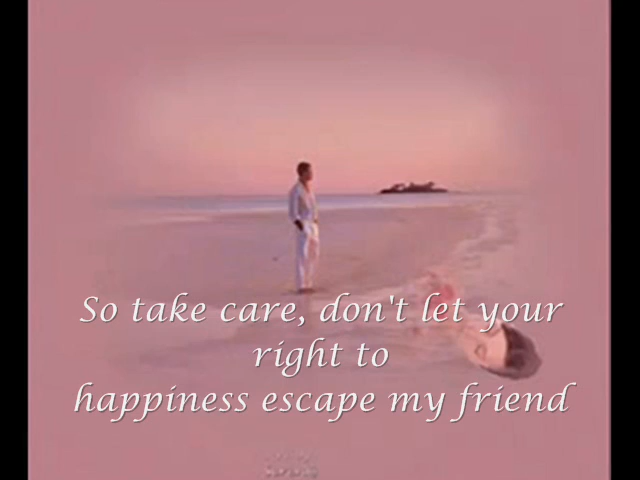 So take care, don't let your
right to
happiness escape my friend